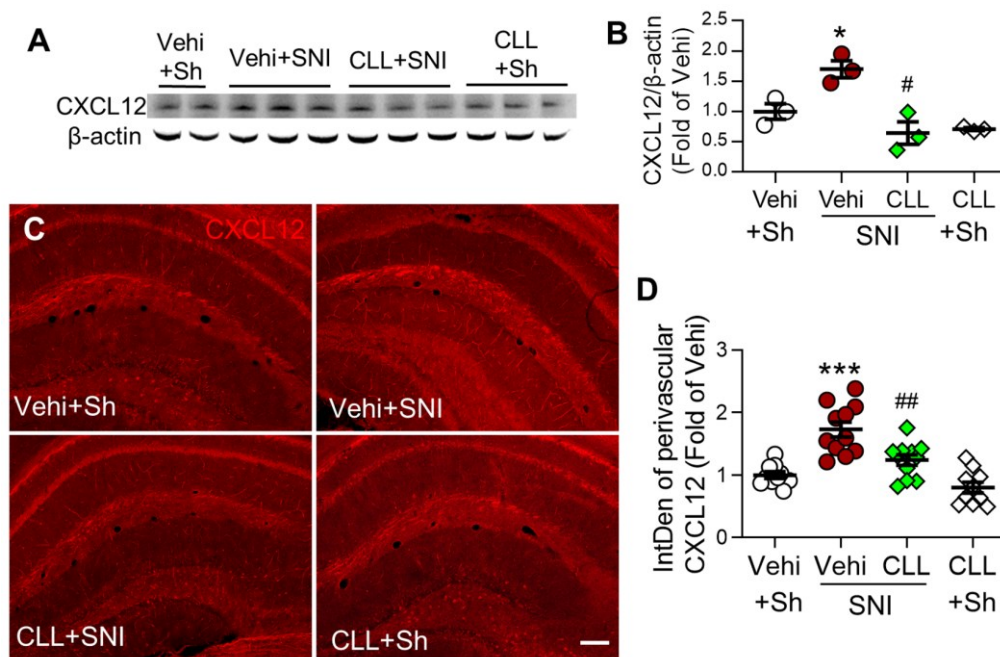 A
Vehi
+Sh
Vehi+SNI
CLL+SNI
CLL
+Sh
CXCL12
β-actin
B
CXCL12/β-actin
(Fold of Vehi)
2.5
2.0
1.5
1.0
0.5
0.0
*
#
Vehi
+Sh
Vehi
CLL
SNI
CLL
+Sh
C
CXCL12
Vehi+Sh
Vehi+SNI
CLL+SNI
CLL+Sh
D
IntDen of perivascular
CXCL12 (Fold of Vehi)
3
2
1
0
***
##
Vehi
+Sh
Vehi
CLL
SNI
CLL
+Sh